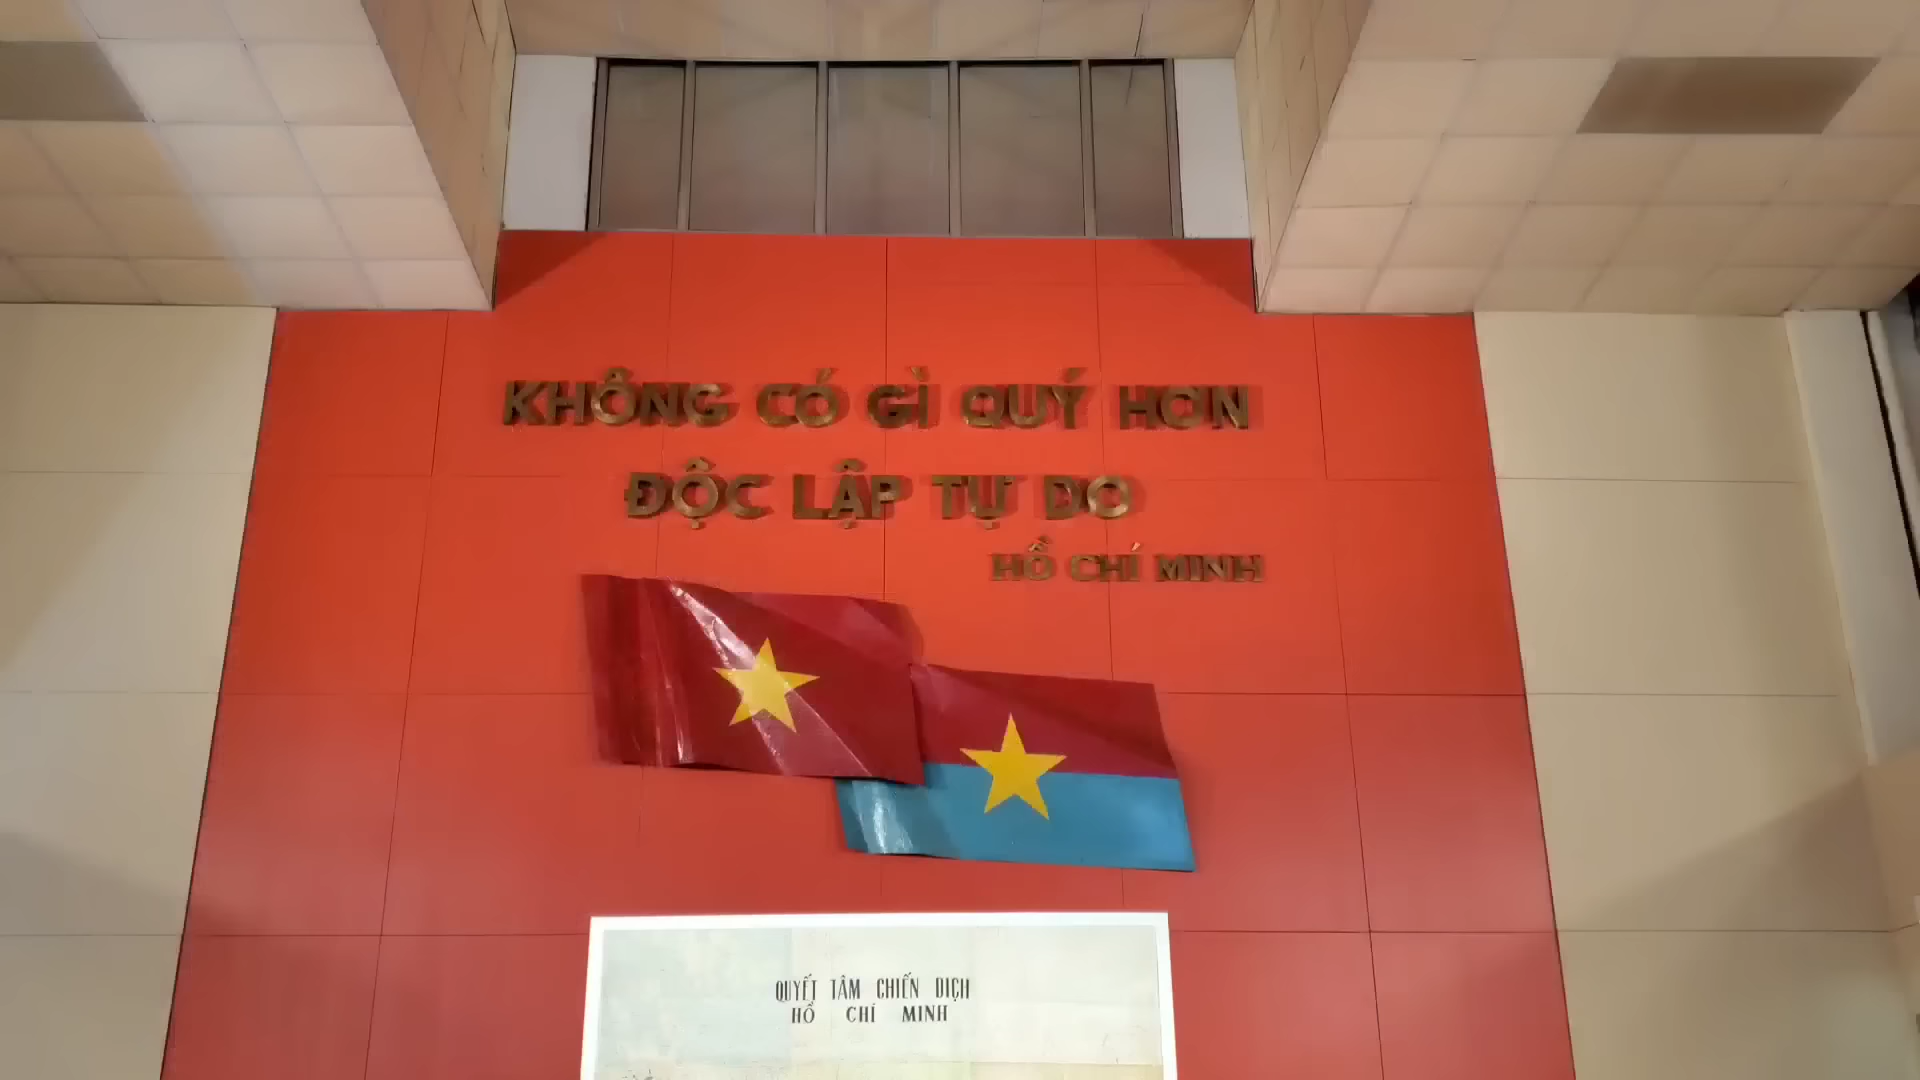 KHÔNG CÓ GÌ QUÝ HƠN
ĐỘC LẬP TỰ DO
HỒ CHÍ MINH
QUYẾT TÂM CHIẾN DỊCH
HỒ CHÍ MINH